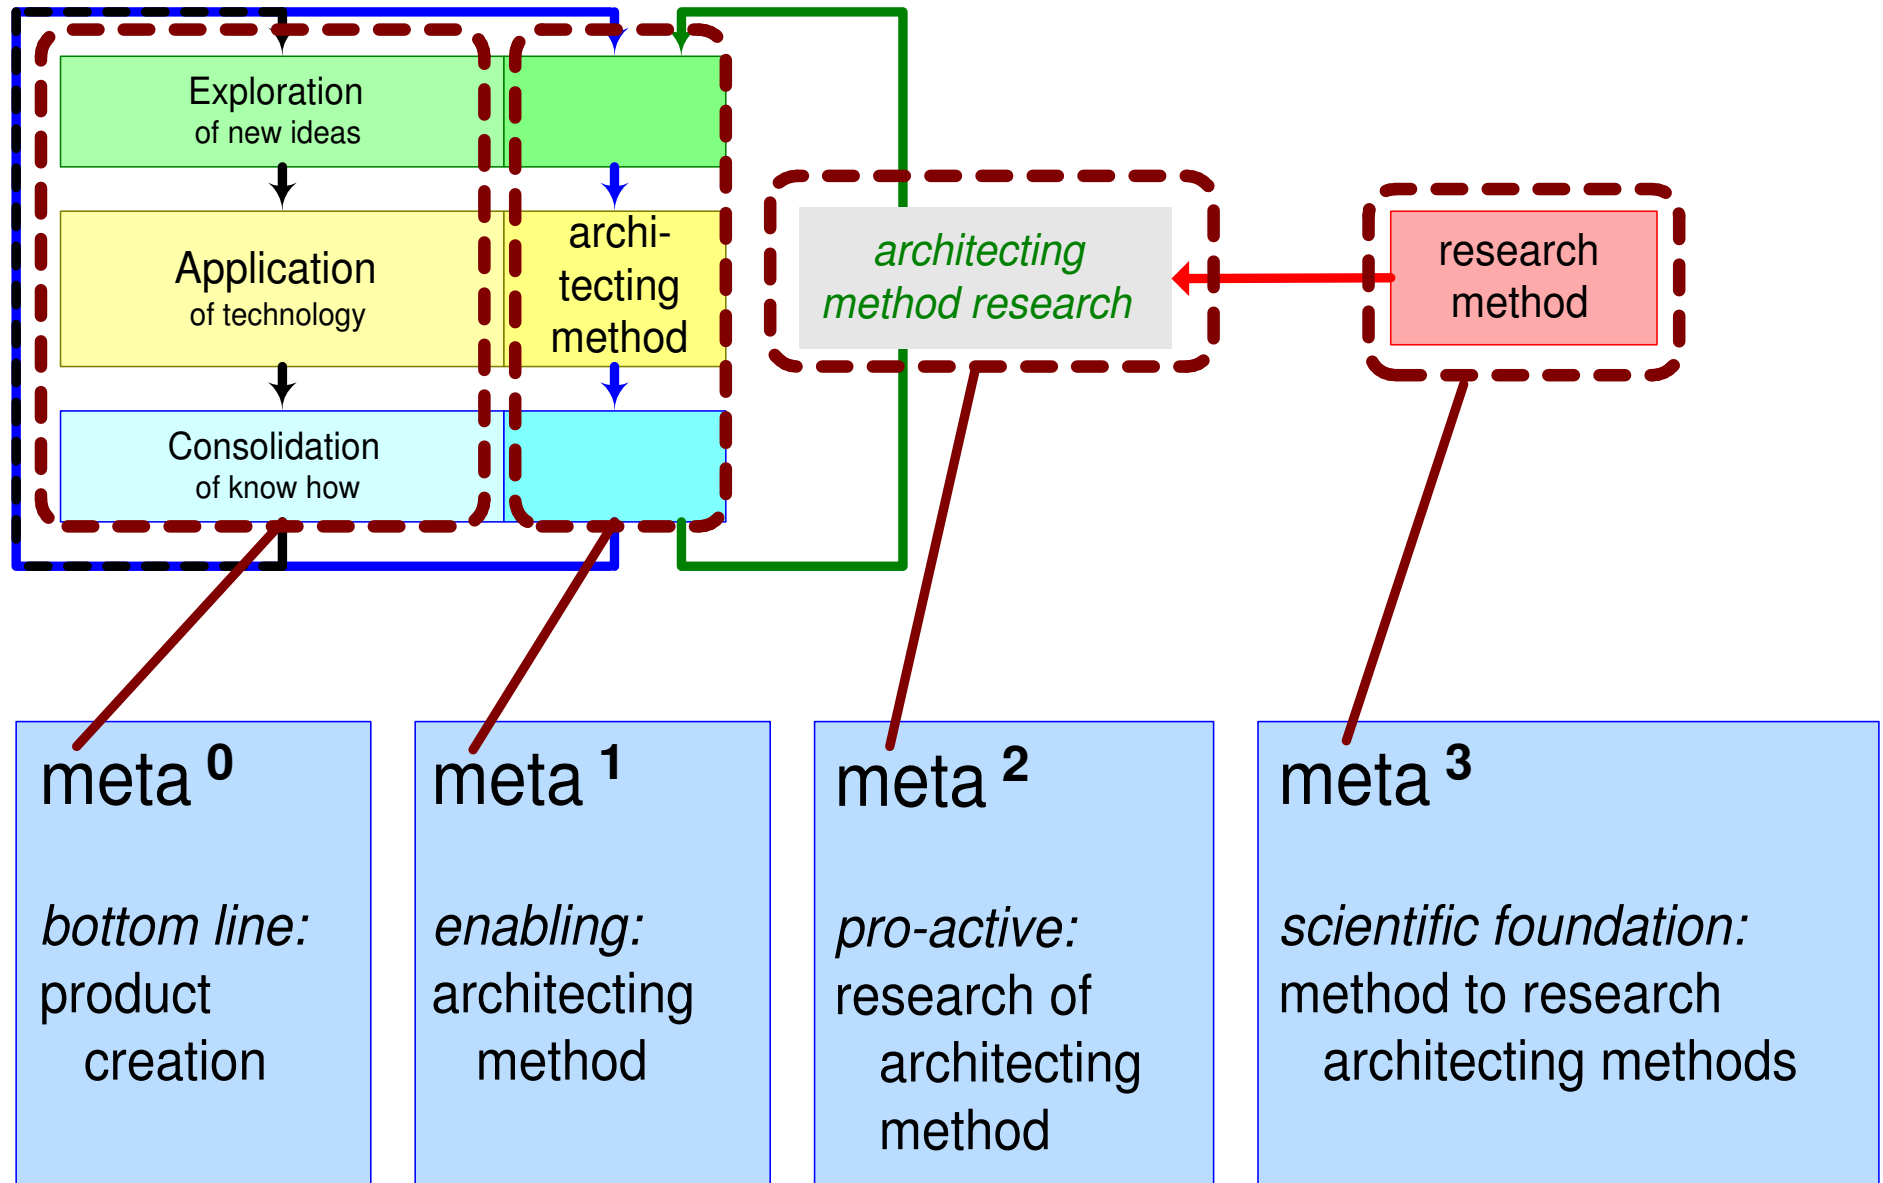 Exploration
of new ideas
Application
of technology
Consolidation
of know how
archi-
tecting
method
architecting
method research
research
method
meta 0
bottom line:
product
creation
meta 1
enabling:
architecting
method
meta 2
pro-active:
research of
architecting
method
meta 3
scientific foundation:
method to research
architecting methods